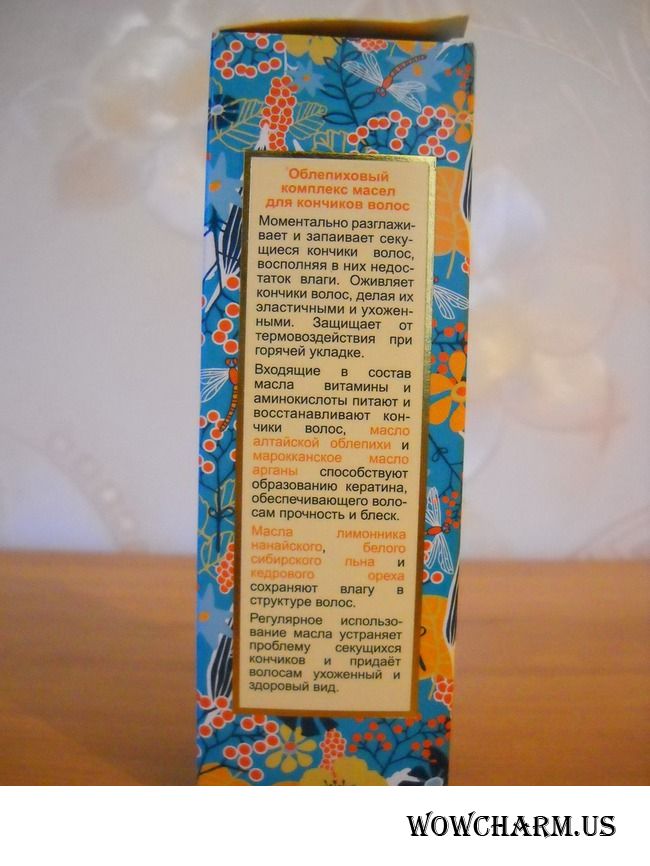 Облепиховый
комплекс масел
для кончиков волос
Моментально разглажи-
вает и запаивает секу-
щиеся кончики волос,
восполняя в них недос-
таток влаги. Оживляет
кончики волос, делая их
эластичными и ухожен-
ными. Защищает от
термовоздействия при
горячей укладке.
Входящие в состав
масла витамины и
аминокислоты питают и
восстанавливают кон-
чики волос, масло
алтайской облепихи и
марокканское масло
арганы способствуют
образованию кератина,
обеспечивающего воло-
сам прочность и блеск.
Масла лимонника
нанайского, белого
сибирского льна и
кедрового ореха
сохраняют влагу в
структуре волос.
Регулярное использо-
вание масла устраняет
проблему секущихся
кончиков и придаёт
волосам ухоженный и
здоровый вид.
WOWCHARM.US